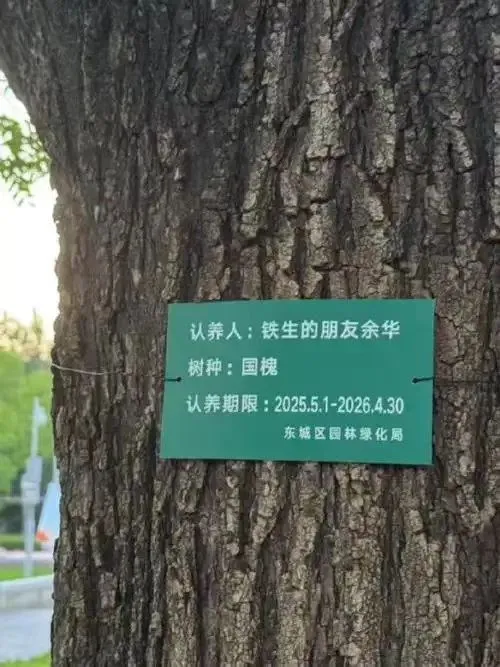 认养人：铁生的朋友余华
树种：国槐
认养期限：2025.5.1-2026.4.30
东城区园林绿化局